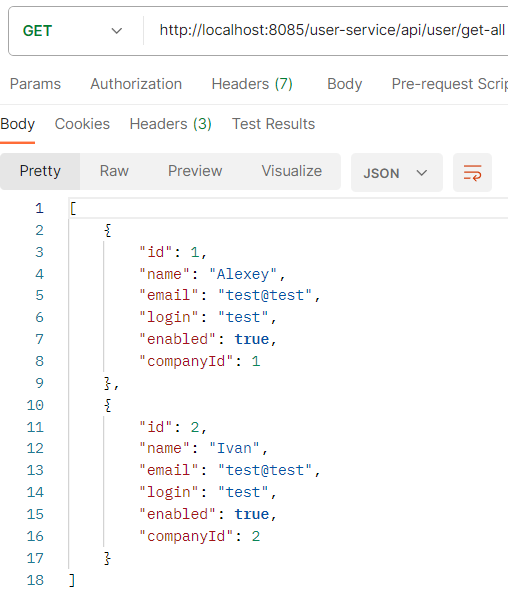 GET http://localhost:8085/user-service/api/user/get-all
Params Authorization Headers (7) Body Pre-request Scrip
Body Cookies Headers (3) Test Results
Pretty Raw Preview Visualize JSON
1 [
2 {
3 "id": 1,
4 "name": "Alexey",
5 "email": "test@test",
6 "login": "test",
7 "enabled": true,
8 "companyId": 1
9 },
10 {
11 "id": 2,
12 "name": "Ivan",
13 "email": "test@test",
14 "login": "test",
15 "enabled": true,
16 "companyId": 2
17 }
18 ]